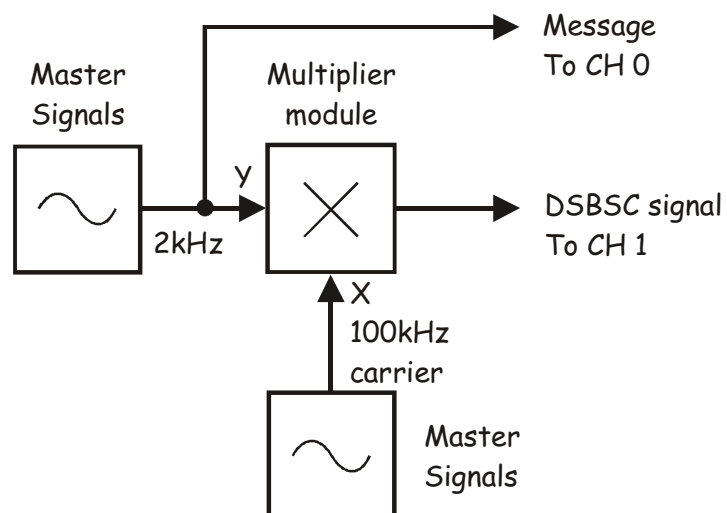 Message
To CH 0
Master
Signals
Multiplier
module
Y
2kHz
DSBSC signal
To CH 1
X
100kHz
carrier
Master
Signals